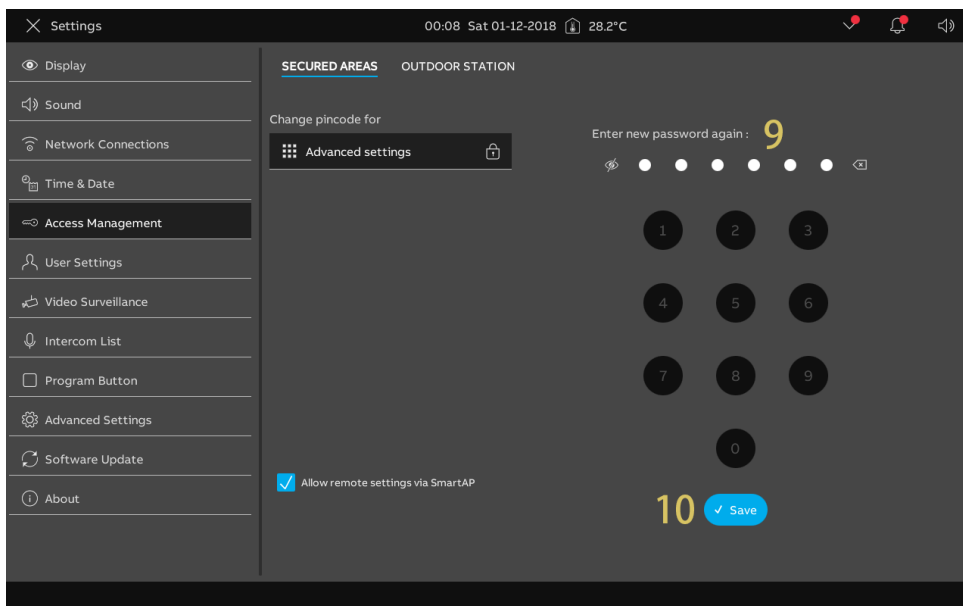 Settings
00:08 Sat 01-12-2018 28.2°C
Display
Sound
Network Connections
Time & Date
Access Management
User Settings
Video Surveillance
Intercom List
Program Button
Advanced Settings
Software Update
About
SECURED AREAS OUTDOOR STATION
Change pincode for
Advanced settings
Allow remote settings via SmartAP
Enter new password again : 9
1 2 3
4 5 6
7 8 9
0
10 Save